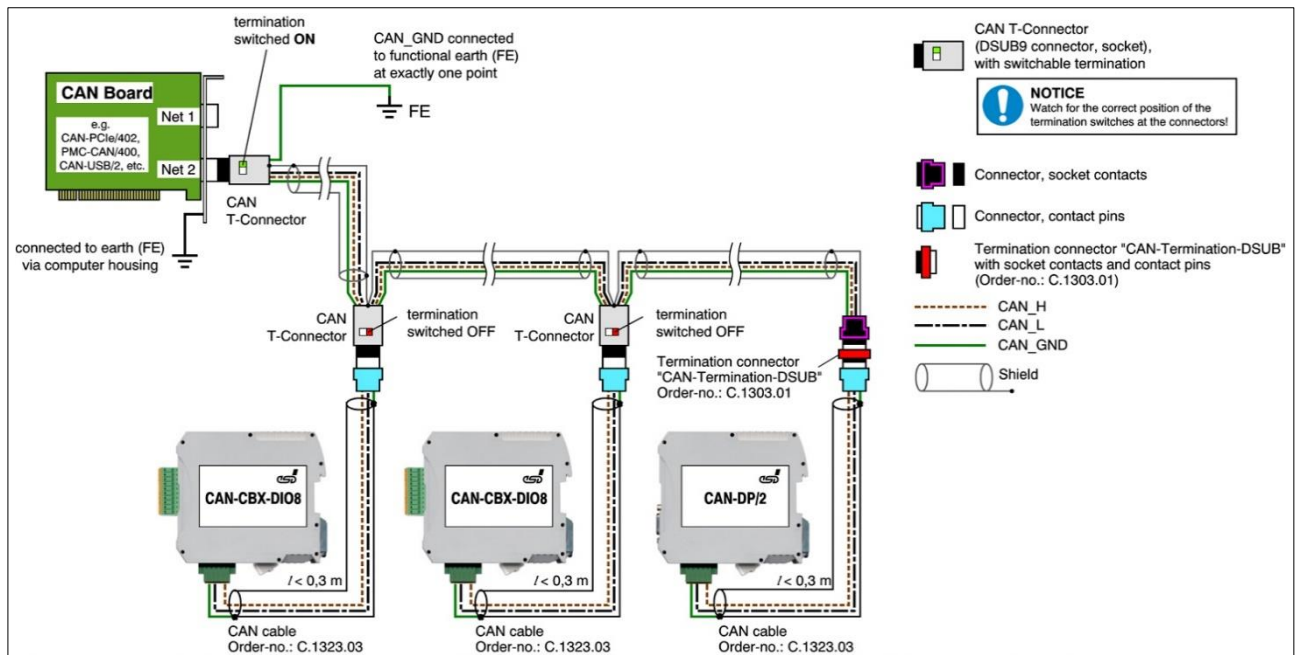 termination
switched ON
CAN_GND connected
to functional earth (FE)
at exactly one point
FE
CAN Board
e.g.
CAN-PCIe/402,
PMC-CAN/400,
CAN-USB/2, etc.
Net 1
Net 2
CAN
T-Connector
connected to earth (FE)
via computer housing
CAN
T-Connector
termination
switched OFF
CAN
T-Connector
termination
switched OFF
Termination connector
"CAN-Termination-DSUB"
Order-no.: C.1303.01
esd
CAN-CBX-DIO8
esd
CAN-CBX-DIO8
esd
CAN-DP/2
l < 0,3 m
l < 0,3 m
l < 0,3 m
CAN cable
Order-no.: C.1323.03
CAN cable
Order-no.: C.1323.03
CAN cable
Order-no.: C.1323.03
CAN T-Connector
(DSUB9 connector, socket),
with switchable termination
NOTICE
Watch for the correct position of the
termination switches at the connectors!
Connector, socket contacts
Connector, contact pins
Termination connector "CAN-Termination-DSUB"
with socket contacts and contact pins
(Order-no.: C.1303.01)
CAN_H
CAN_L
CAN_GND
Shield